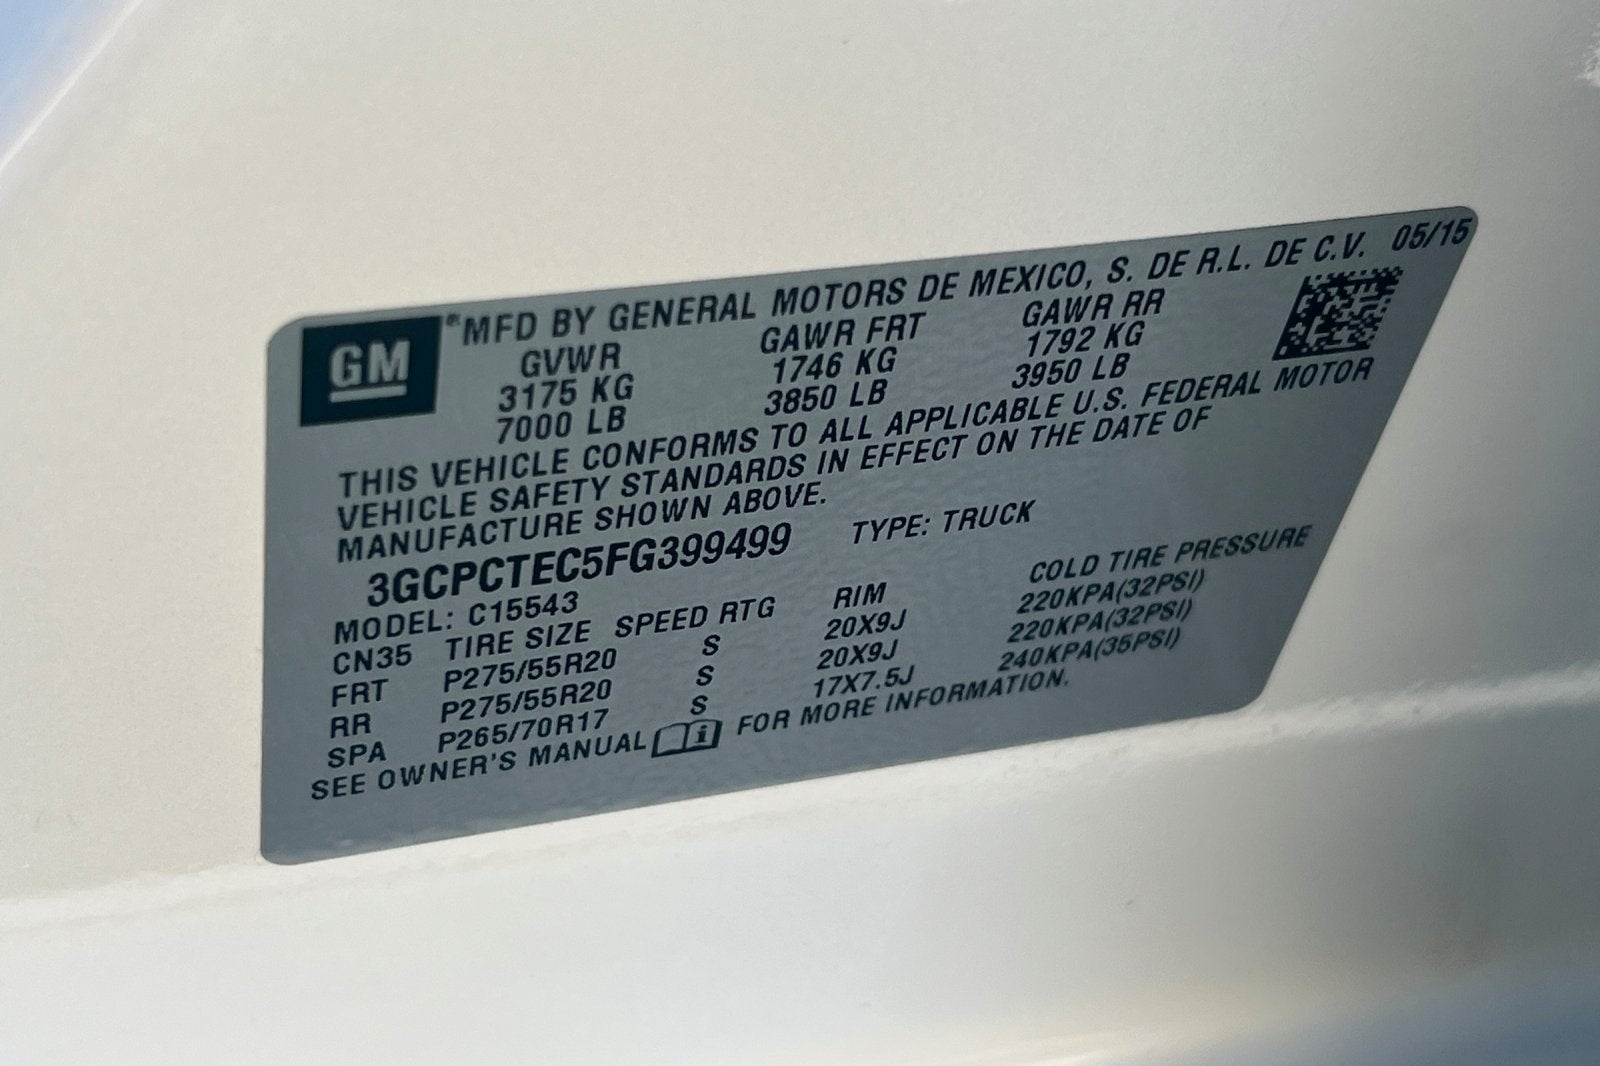 GM ®MFD BY GENERAL MOTORS DE MEXICO, S. DE R.L. DE C.V. 05/15
GVWR GAWR FRT GAWR RR
3175 KG 1746 KG 1792 KG
7000 LB 3850 LB 3950 LB
THIS VEHICLE CONFORMS TO ALL APPLICABLE U.S. FEDERAL MOTOR
VEHICLE SAFETY STANDARDS IN EFFECT ON THE DATE OF
MANUFACTURE SHOWN ABOVE.
3GCPCTEC5FG399499 TYPE: TRUCK
MODEL: C15543
CN35 TIRE SIZE SPEED RTG RIM COLD TIRE PRESSURE
FRT P275/55R20 S 20X9J 220KPA(32PSI)
RR P275/55R20 S 20X9J 220KPA(32PSI)
SPA P265/70R17 S 17X7.5J 240KPA(35PSI)
SEE OWNER'S MANUAL i FOR MORE INFORMATION.